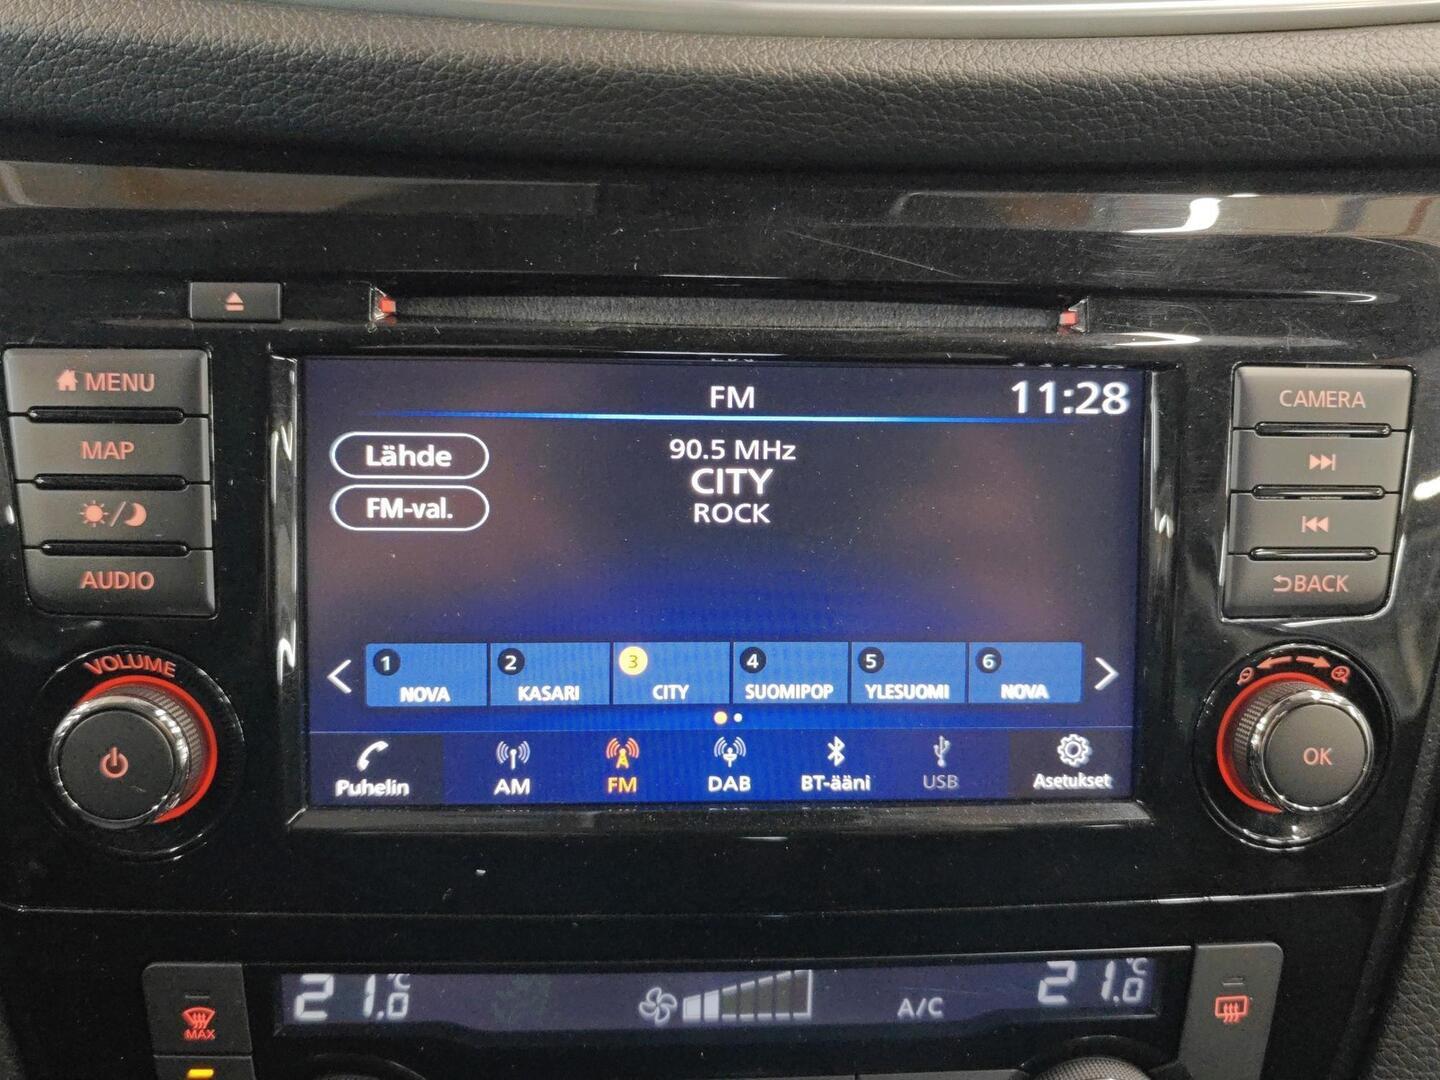 MENU
MAP
AUDIO
VOLUME
FM
11:28
Lähde
FM-val.
90.5 MHz
CITY
ROCK
1 NOVA
2 KASARI
3 CITY
4 SUOMIPOP
5 YLESUOMI
6 NOVA
Puhelin
AM
FM
DAB
BT-ääni
USB
Asetukset
CAMERA
BACK
OK
21.0 °C
A/C
21.0 °C
MAX